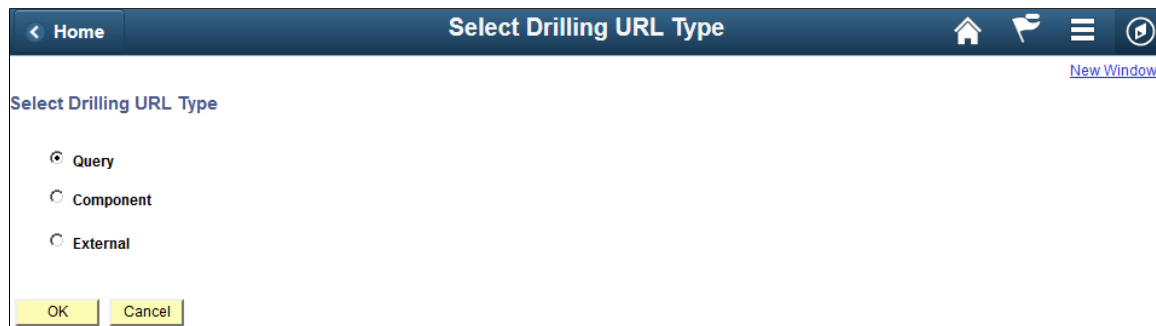 Home
Select Drilling URL Type
New Window
Select Drilling URL Type
Query
Component
External
OK Cancel